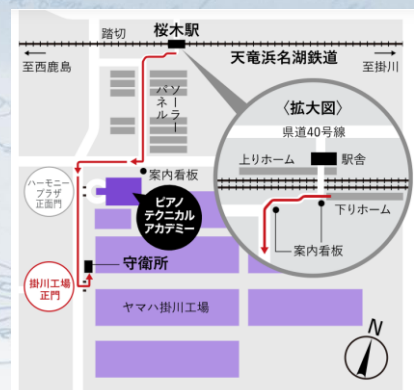 踏切
桜木駅
天竜浜名湖鉄道
至西鹿島
至掛川
ソーラー
パネル
〈拡大図〉
県道40号線
上りホーム
駅舎
下りホーム
案内看板
案内看板
ハーモニー
プラザ
正面門
ピアノ
テクニカル
アカデミー
守衛所
掛川工場
正門
ヤマハ掛川工場
N